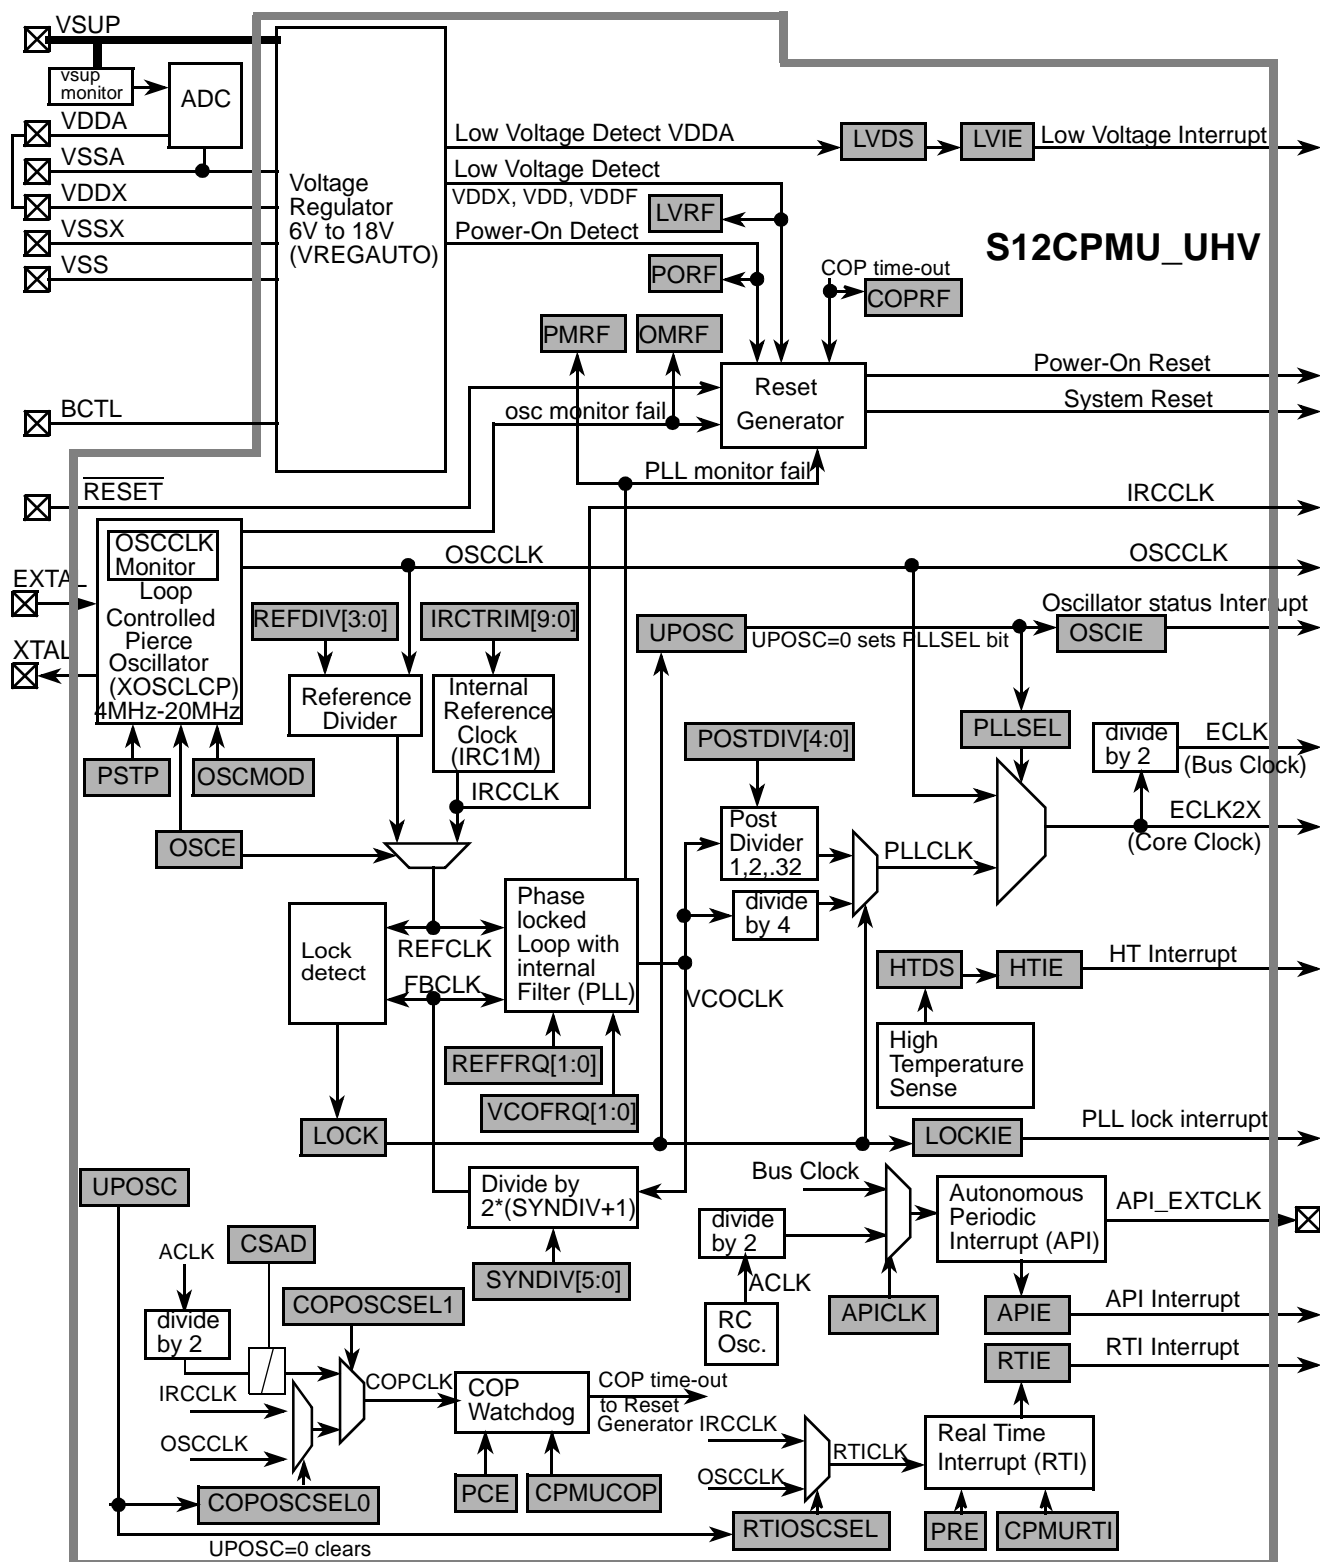 VSUP
vsup
monitor
ADC
VDDA
VSSA
VDDX
VSSX
VSS
BCTL
RESET
EXTAL
XTAL
Voltage
Regulator
6V to 18V
(VREGAUTO)
Low Voltage Detect VDDA
LVDS
LVIE
Low Voltage Interrupt
Low Voltage Detect
VDDX, VDD, VDDF
LVRF
Power-On Detect
PORF
S12CPMU_UHV
COP time-out
COPRF
PMRF
OMRF
Reset
Generator
Power-On Reset
System Reset
osc monitor fail
PLL monitor fail
IRCCLK
OSCCLK
Monitor
Loop
Controlled
Pierce
Oscillator
(XOSCLCP)
4MHz-20MHz
OSCCLK
OSCCLK
REFDIV[3:0]
IRCTRIM[9:0]
UPOSC
UPOSC=0 sets PLLSEL bit
Oscillator status Interrupt
OSCIE
Reference
Divider
Internal
Reference
Clock
(IRC1M)
PSTP
OSCMOD
OSCE
IRCCLK
POSTDIV[4:0]
PLLSEL
divide
by 2
ECLK
(Bus Clock)
ECLK2X
(Core Clock)
Post
Divider
1,2,.32
PLLCLK
divide
by 4
Lock
detect
REFCLK
FBCLK
Phase
locked
Loop with
internal
Filter (PLL)
VCOCLK
REFFRQ[1:0]
VCOFRQ[1:0]
HTDS
HTIE
HT Interrupt
High
Temperature
Sense
LOCK
LOCKIE
PLL lock interrupt
UPOSC
Divide by
2*(SYNDIV+1)
SYNDIV[5:0]
Bus Clock
divide
by 2
ACLK
RC
Osc.
APICLK
Autonomous
Periodic
Interrupt (API)
API_EXTCLK
APIE
API Interrupt
RTIE
RTI Interrupt
CSAD
ACLK
divide
by 2
COPOSCSEL1
IRCCLK
OSCCLK
COPCLK
COP
Watchdog
COP time-out
to Reset
Generator
PCE
CPMUCOP
COPOSCSEL0
UPOSC=0 clears
IRCCLK
OSCCLK
RTICLK
RTIOSCSEL
Real Time
Interrupt (RTI)
PRE
CPMURTI